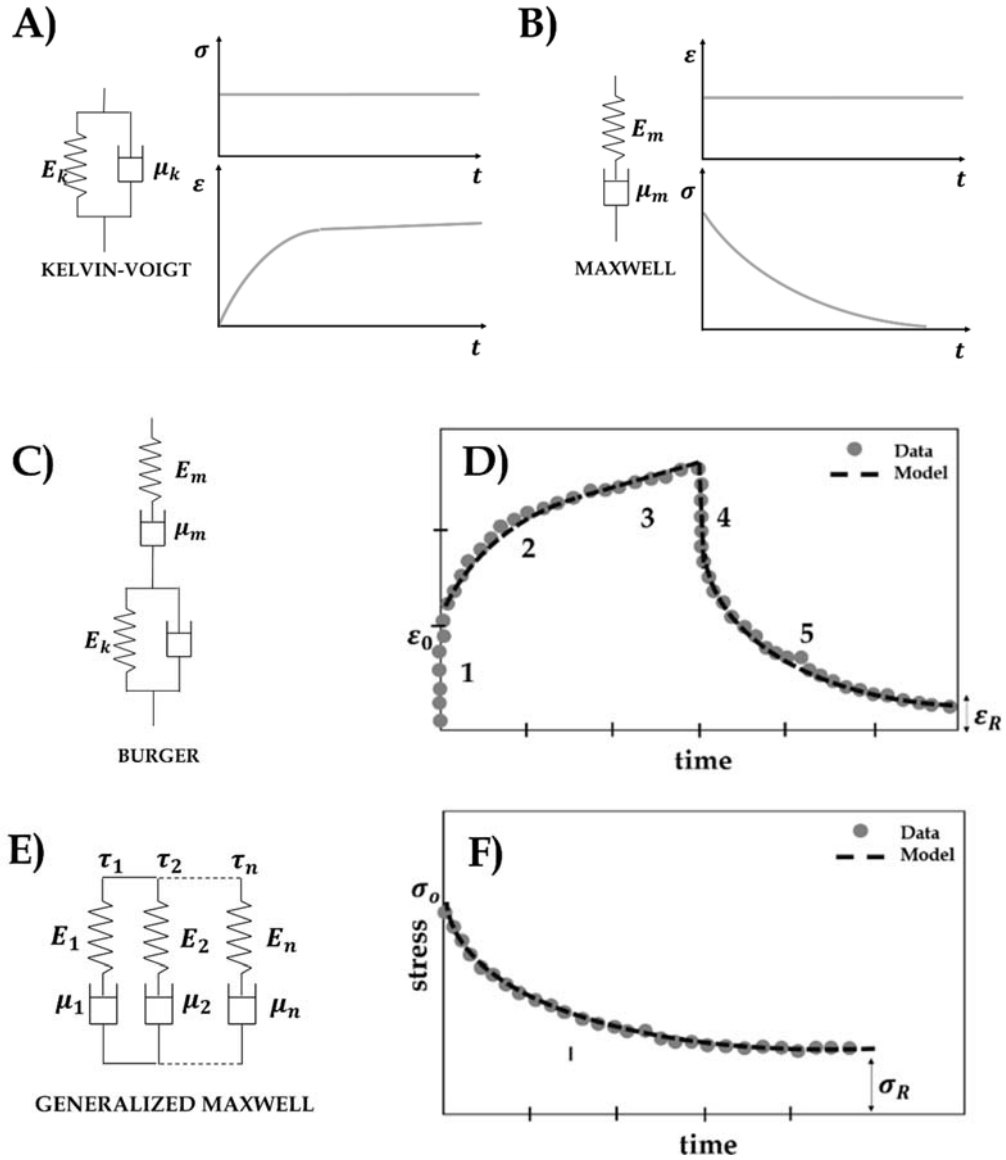 A)
σ
t
E_k
μ_k
ε
t
KELVIN-VOIGT
B)
ε
t
E_m
μ_m
σ
t
MAXWELL
C)
E_m
μ_m
E_k
BURGER
D)
Data
Model
1
2
3
4
5
ε_0
ε_R
time
E)
τ_1 τ_2 τ_n
E_1 E_2 E_n
μ_1 μ_2 μ_n
GENERALIZED MAXWELL
F)
Data
Model
σ_o
stress
σ_R
time